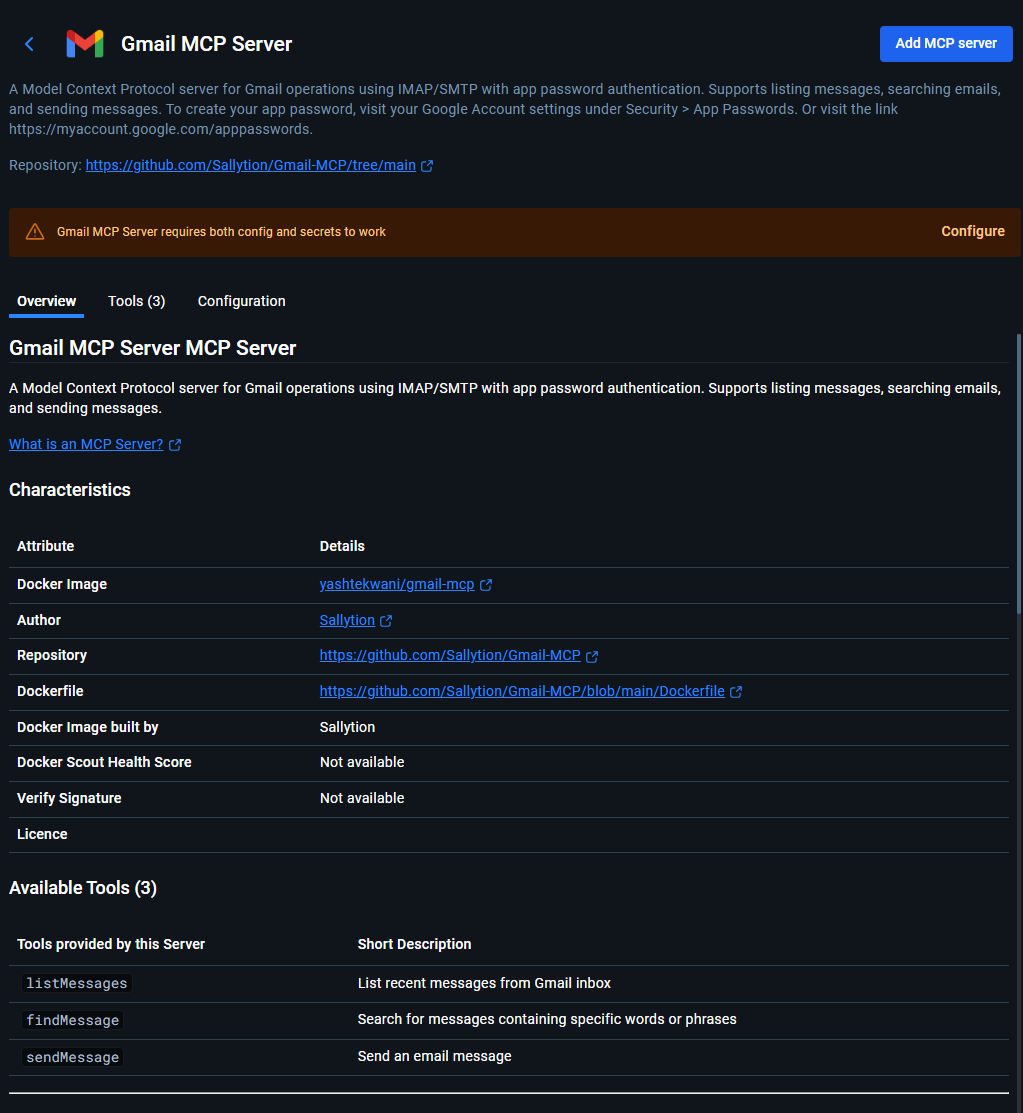 Gmail MCP Server
Add MCP server
A Model Context Protocol server for Gmail operations using IMAP/SMTP with app password authentication. Supports listing messages, searching emails,
and sending messages. To create your app password, visit your Google Account settings under Security > App Passwords. Or visit the link
https://myaccount.google.com/apppasswords.
Repository: https://github.com/Sallytion/Gmail-MCP/tree/main
Gmail MCP Server requires both config and secrets to work
Configure
Overview
Tools (3)
Configuration
Gmail MCP Server MCP Server
A Model Context Protocol server for Gmail operations using IMAP/SMTP with app password authentication. Supports listing messages, searching emails,
and sending messages.
What is an MCP Server?
Characteristics
Attribute Details
Docker Image yashtekwani/gmail-mcp
Author Sallytion
Repository https://github.com/Sallytion/Gmail-MCP
Dockerfile https://github.com/Sallytion/Gmail-MCP/blob/main/Dockerfile
Docker Image built by Sallytion
Docker Scout Health Score Not available
Verify Signature Not available
Licence
Available Tools (3)
Tools provided by this Server Short Description
listMessages List recent messages from Gmail inbox
findMessage Search for messages containing specific words or phrases
sendMessage Send an email message